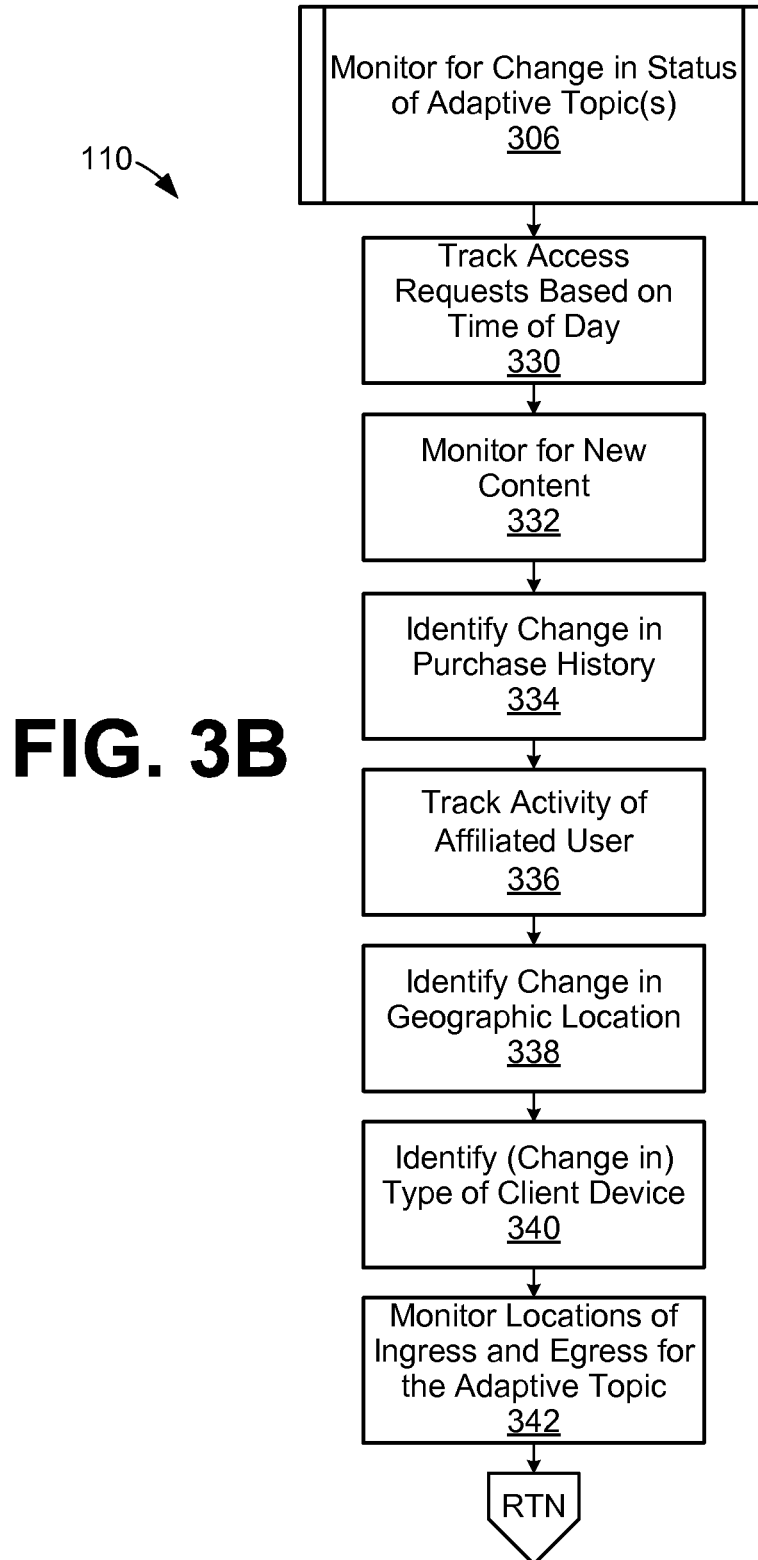 Monitor for Change in Status
of Adaptive Topic(s)
306
110
Track Access
Requests Based on
Time of Day
330
Monitor for New
Content
332
Identify Change in
Purchase History
334
FIG. 3B
Track Activity of
Affiliated User
336
Identify Change in
Geographic Location
338
Identify (Change in)
Type of Client Device
340
Monitor Locations of
Ingress and Egress for
the Adaptive Topic
342
RTN